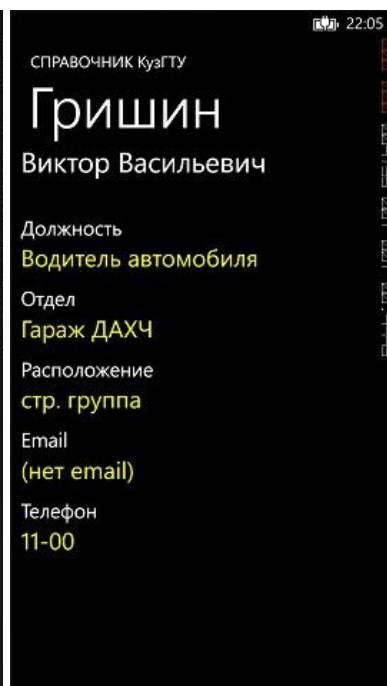 22:05
СПРАВОЧНИК КузГТУ
Гришин
Виктор Васильевич
Должность
Водитель автомобиля
Отдел
Гараж ДАХЧ
Расположение
стр. группа
Email
(нет email)
Телефон
11-00